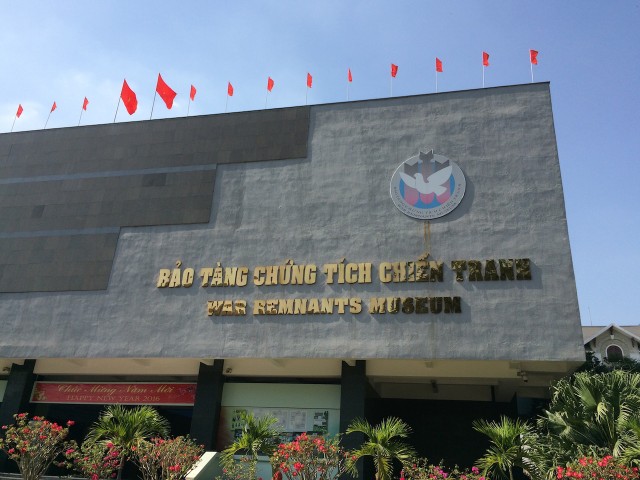 BẢO TÀNG CHỨNG TÍCH CHIẾN TRANH
WAR REMNANTS MUSEUM
Chúc Mừng Năm Mới
HAPPY NEW YEAR 2016